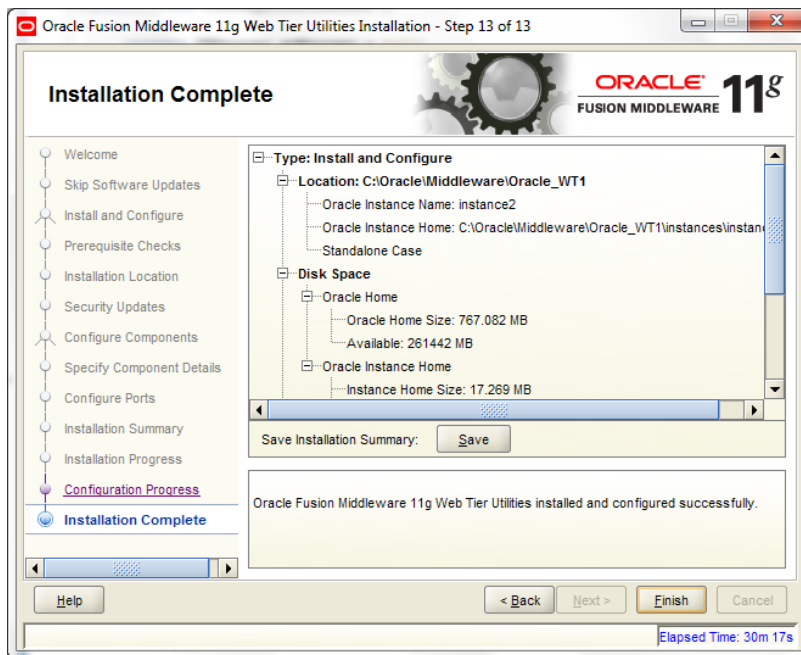 Oracle Fusion Middleware 11g Web Tier Utilities Installation - Step 13 of 13
Installation Complete
ORACLE
FUSION MIDDLEWARE 11g
Welcome
Skip Software Updates
Install and Configure
Prerequisite Checks
Installation Location
Security Updates
Configure Components
Specify Component Details
Configure Ports
Installation Summary
Installation Progress
Configuration Progress
Installation Complete
Type: Install and Configure
Location: C:\Oracle\Middleware\Oracle_WT1
Oracle Instance Name: instance2
Oracle Instance Home: C:\Oracle\Middleware\Oracle_WT1\instances\instan
Standalone Case
Disk Space
Oracle Home
Oracle Home Size: 767.082 MB
Available: 261442 MB
Oracle Instance Home
Instance Home Size: 17.269 MB
Save Installation Summary: Save
Oracle Fusion Middleware 11g Web Tier Utilities installed and configured successfully.
Help < Back Next > Finish Cancel
Elapsed Time: 30m 17s